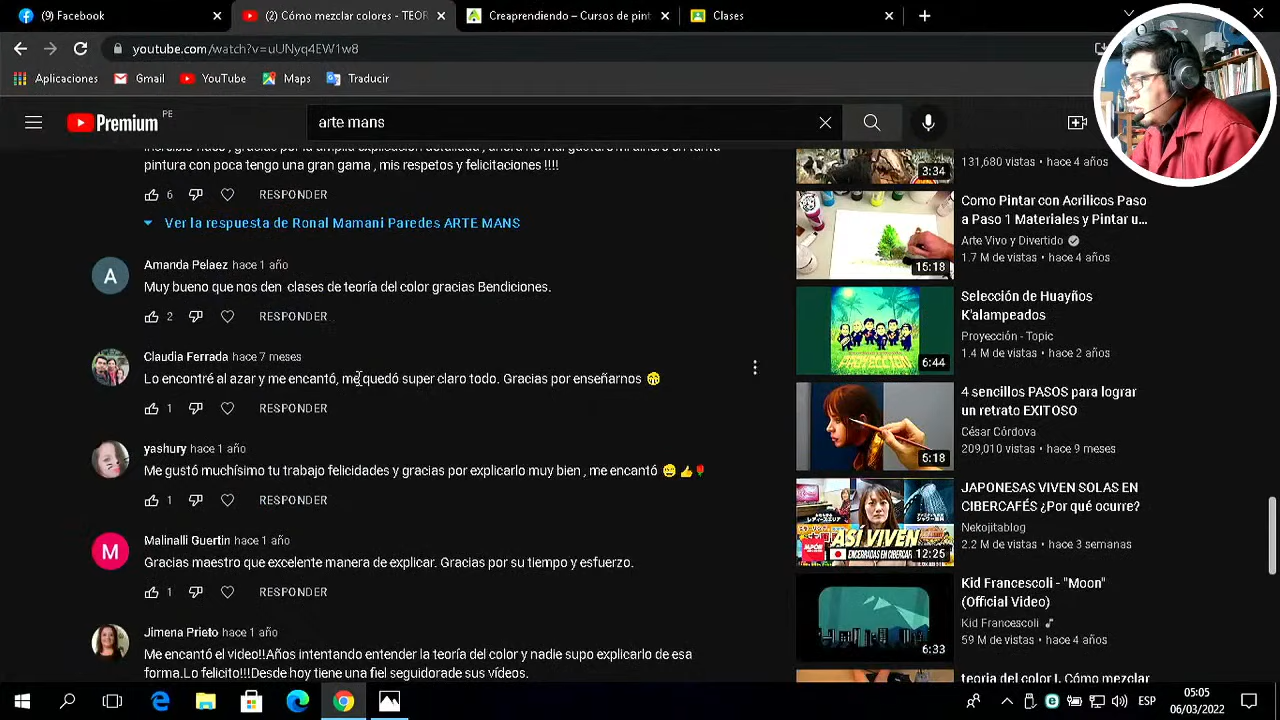 (9) Facebook
(2) Cómo mezclar colores - TEOR
Creaprendiendo – Cursos de pint
Clases
youtube.com/watch?v=uUNyq4EW1w8
Aplicaciones
Gmail
YouTube
Maps
Traducir
Premium PE
arte mans
pintura con poca tengo una gran gama , mis respetos y felicitaciones !!!!
6 RESPONDER
Ver la respuesta de Ronal Mamani Paredes ARTE MANS
A
Amanda Pelaez hace 1 año
Muy bueno que nos den clases de teoría del color gracias Bendiciones.
2 RESPONDER
Claudia Ferrada hace 7 meses
Lo encontré al azar y me encantó, me quedó super claro todo. Gracias por enseñarnos 🤭
1 RESPONDER
yashury hace 1 año
Me gustó muchísimo tu trabajo felicidades y gracias por explicarlo muy bien , me encantó 😅👍🌹
1 RESPONDER
M
Malinalli Guertin hace 1 año
Gracias maestro que excelente manera de explicar. Gracias por su tiempo y esfuerzo.
1 RESPONDER
Jimena Prieto hace 1 año
Me encantó el video!!Años intentando entender la teoría del color y nadie supo explicarlo de esa
forma.Lo felicito!!!Desde hoy tiene una fiel seguidorade sus vídeos.
131,680 vistas • hace 4 años
3:34
Como Pintar con Acrilicos Paso
a Paso 1 Materiales y Pintar u...
Arte Vivo y Divertido
1.7 M de vistas • hace 4 años
15:18
Selección de Huayños
K'alampeados
Proyección - Topic
1.4 M de vistas • hace 2 años
PROYECCION
6:44
4 sencillos PASOS para lograr
un retrato EXITOSO
César Córdova
209,010 vistas • hace 9 meses
5:18
JAPONESAS VIVEN SOLAS EN
CIBERCAFÉS ¿Por qué ocurre?
Nekojitablog
2.2 M de vistas • hace 3 semanas
ASI VIVEN
ENCERRADAS EN CIBERCAF
12:25
Kid Francescoli - "Moon"
(Official Video)
Kid Francescoli
59 M de vistas • hace 4 años
6:33
teoria del color I. Cómo mezclar
ESP
05:05
06/03/2022